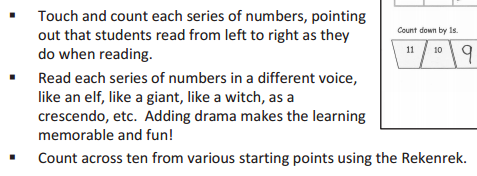 ▪ Touch and count each series of numbers, pointing
out that students read from left to right as they
do when reading.
▪ Read each series of numbers in a different voice,
like an elf, like a giant, like a witch, as a
crescendo, etc.  Adding drama makes the learning
memorable and fun!
▪ Count across ten from various starting points using the Rekenrek.
Count down by 1s.
11 10 9